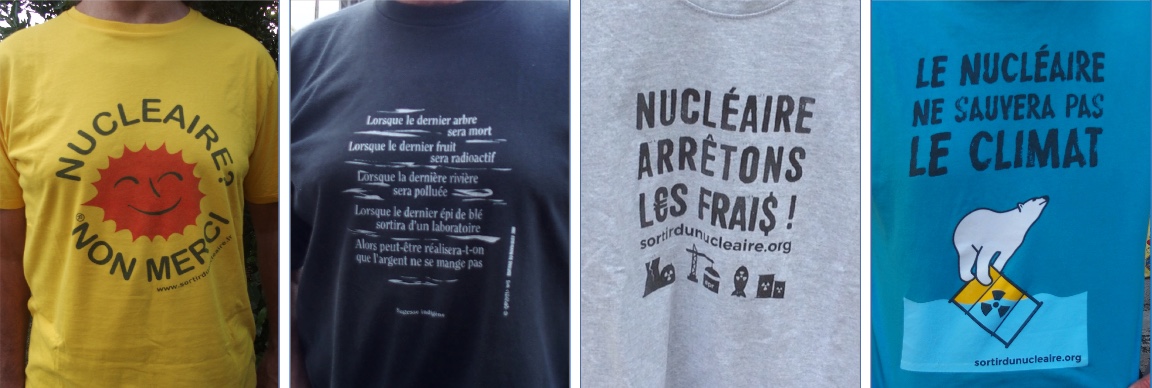 NUCLEAIRE?
NON MERCI
®
www.sortirdunucleaire.fr
Lorsque le dernier arbre
sera mort
Lorsque le dernier fruit
sera radioactif
Lorsque la dernière rivière
sera polluée
Lorsque le dernier épi de blé
sortira d'un laboratoire
Alors peut-être réalisera-t-on
que l'argent ne se mange pas
Sagesse indigène
NUCLÉAIRE
ARRÊTONS
L€S FRAI$ !
sortirdunucleaire.org
LE NUCLÉAIRE
NE SAUVERA PAS
LE CLIMAT
sortirdunucleaire.org